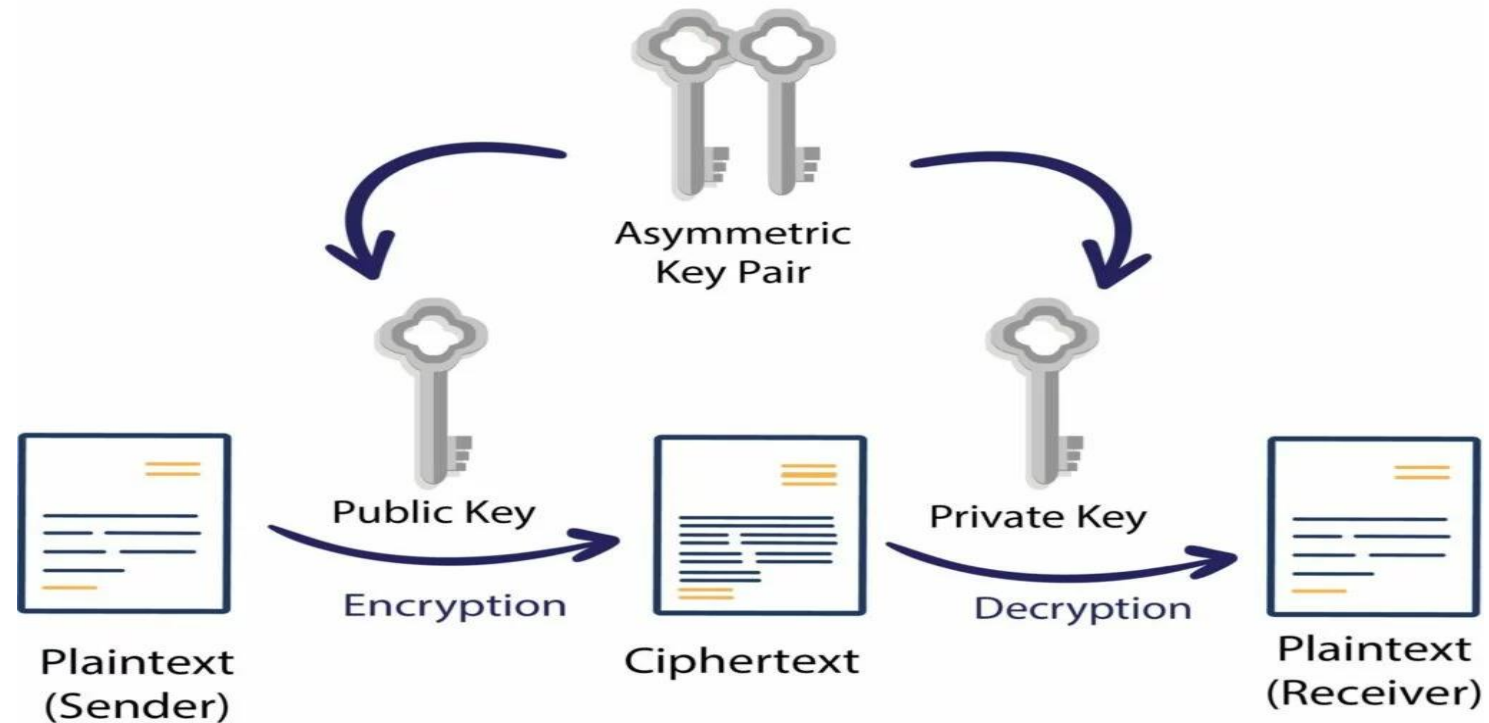 Asymmetric
Key Pair
Public Key
Private Key
Encryption
Decryption
Plaintext
(Sender)
Ciphertext
Plaintext
(Receiver)